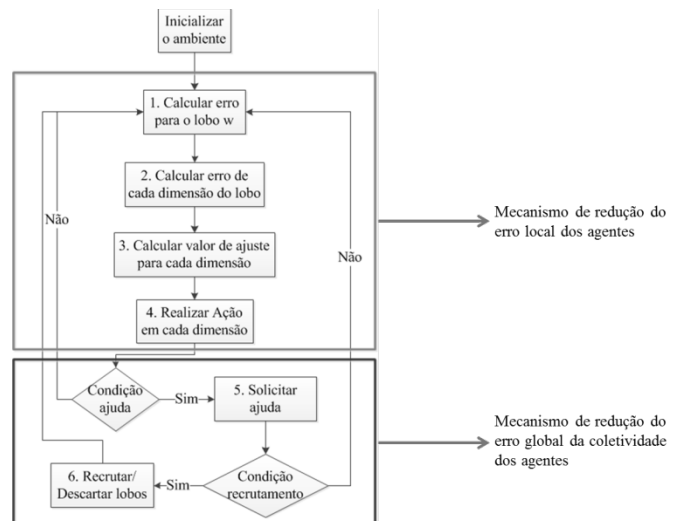 Inicializar
o ambiente
1. Calcular erro
para o lobo w
2. Calcular erro de
cada dimensão do lobo
Não
Mecanismo de redução do
erro local dos agentes
3. Calcular valor de ajuste
para cada dimensão
Não
4. Realizar Ação
em cada dimensão
Condição
ajuda
Sim
5. Solicitar
ajuda
Mecanismo de redução do
erro global da coletividade
dos agentes
6. Recrutar/
Descartar lobos
Sim
Condição
recrutamento